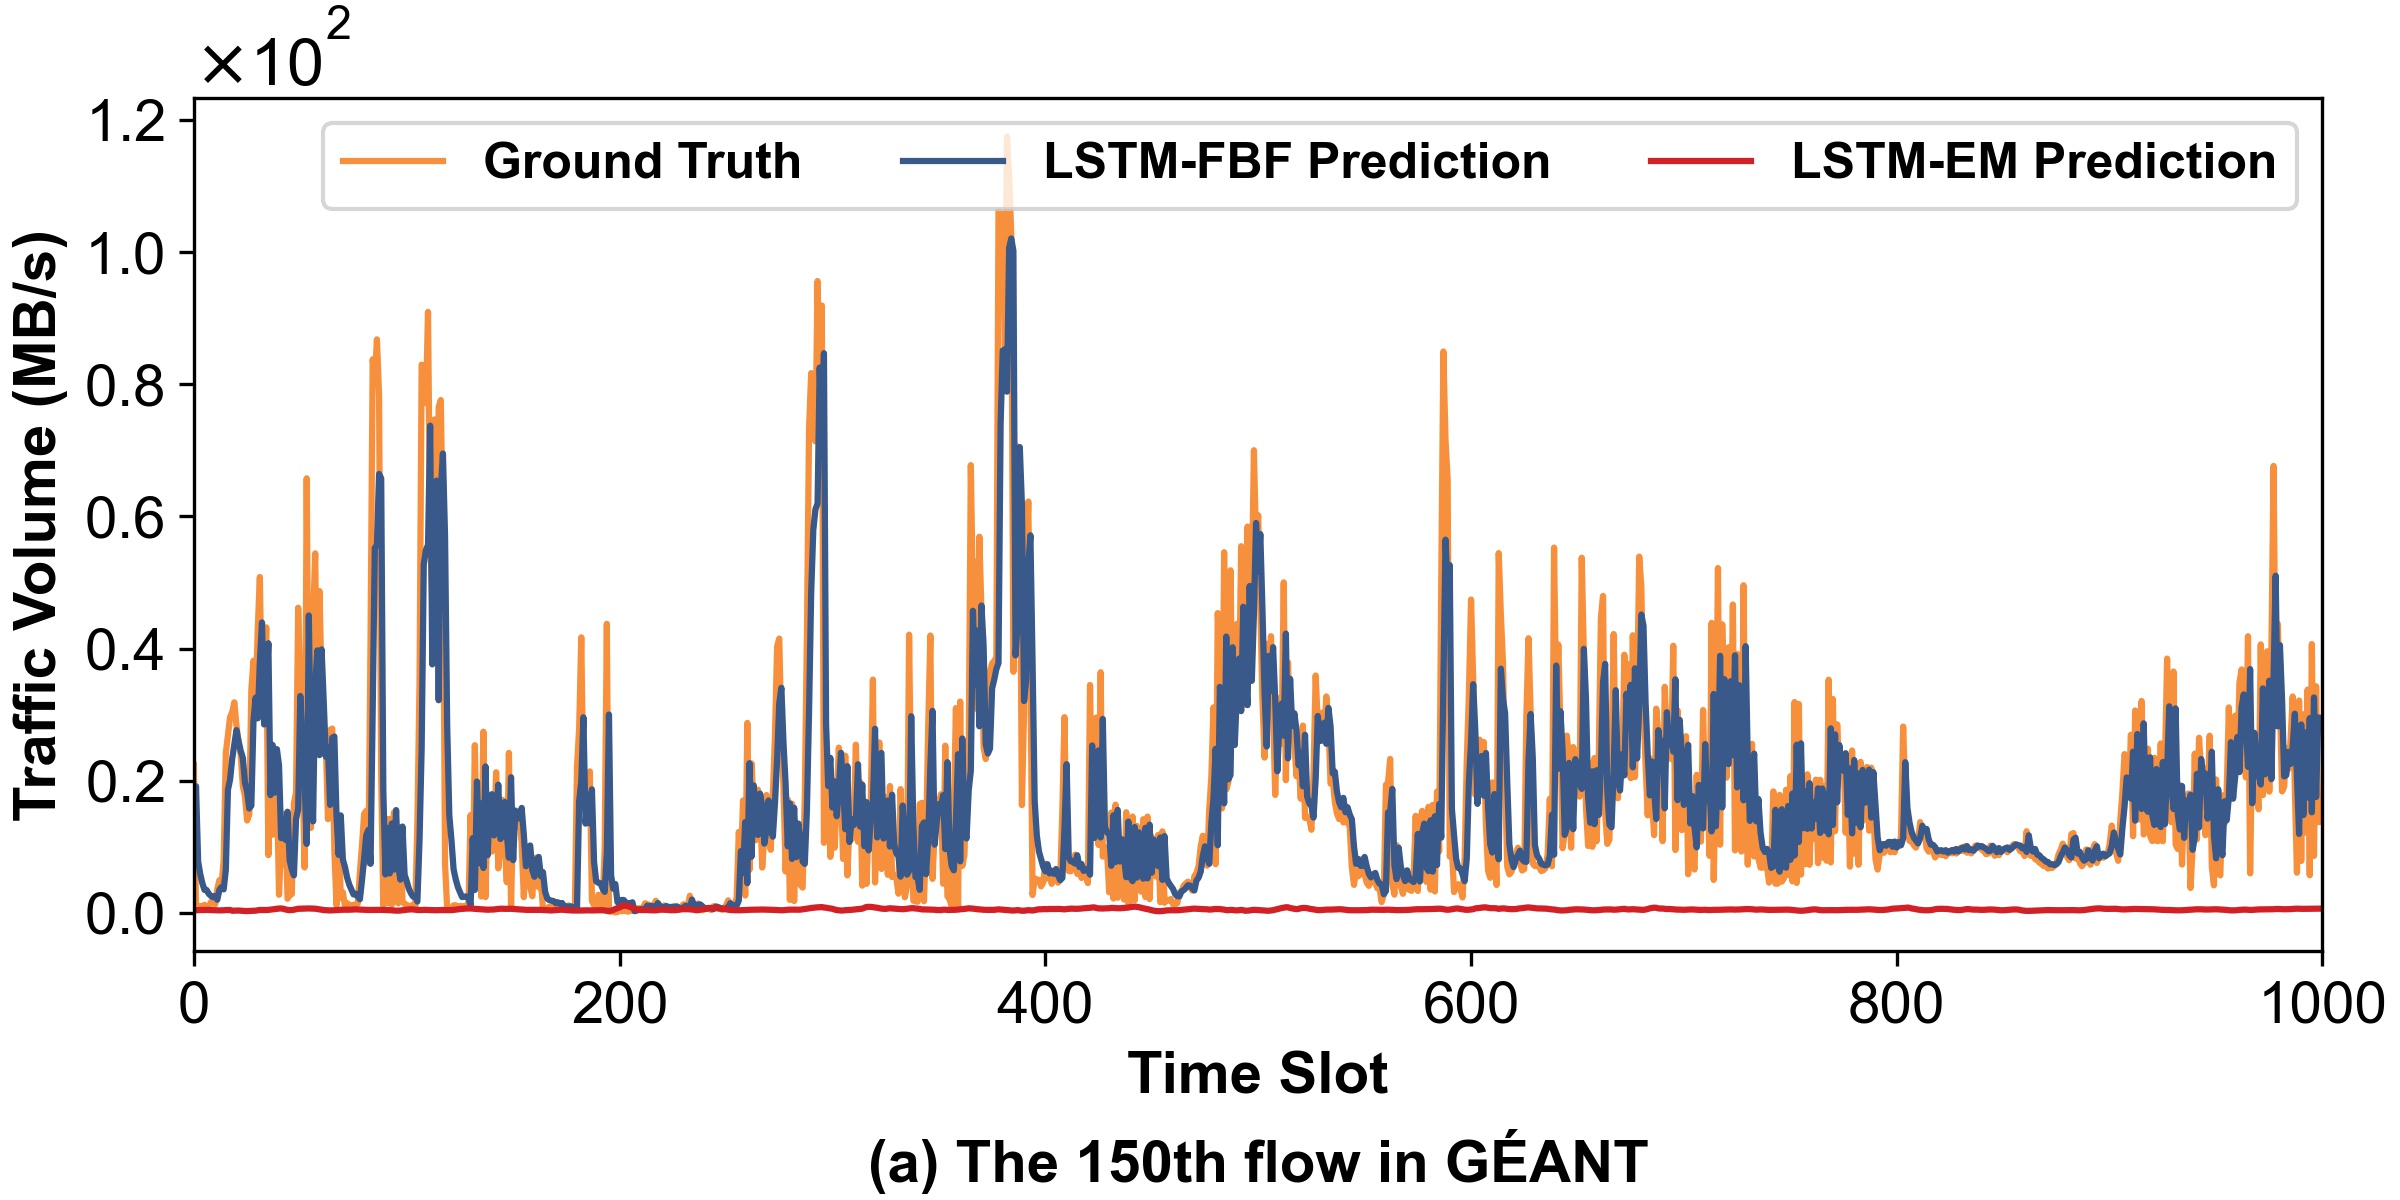 ×10²
1.2
1.0
0.8
0.6
0.4
0.2
0.0
Traffic Volume (MB/s)
Ground Truth LSTM-FBF Prediction LSTM-EM Prediction
0 200 400 600 800 1000
Time Slot
(a) The 150th flow in GÉANT